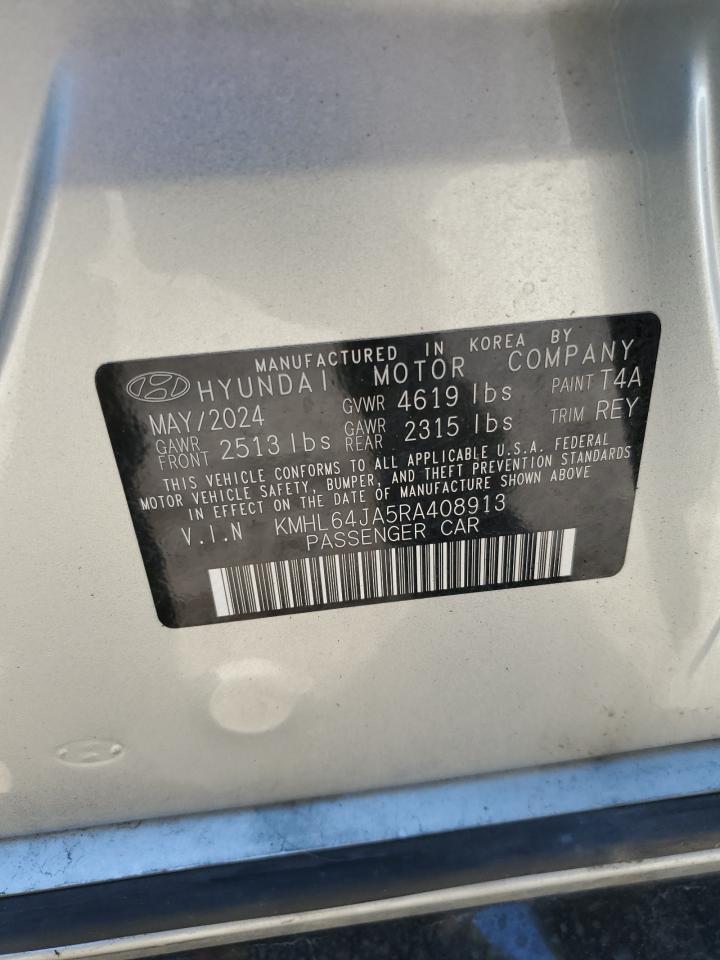 MANUFACTURED IN KOREA BY
HYUNDAI MOTOR COMPANY
MAY/2024 GVWR 4619 lbs PAINT T4A
GAWR FRONT 2513 lbs GAWR REAR 2315 lbs TRIM REY
THIS VEHICLE CONFORMS TO ALL APPLICABLE U.S.A. FEDERAL
MOTOR VEHICLE SAFETY, BUMPER, AND THEFT PREVENTION STANDARDS
IN EFFECT ON THE DATE OF MANUFACTURE SHOWN ABOVE
V.I.N KMHL64JA5RA408913
PASSENGER CAR